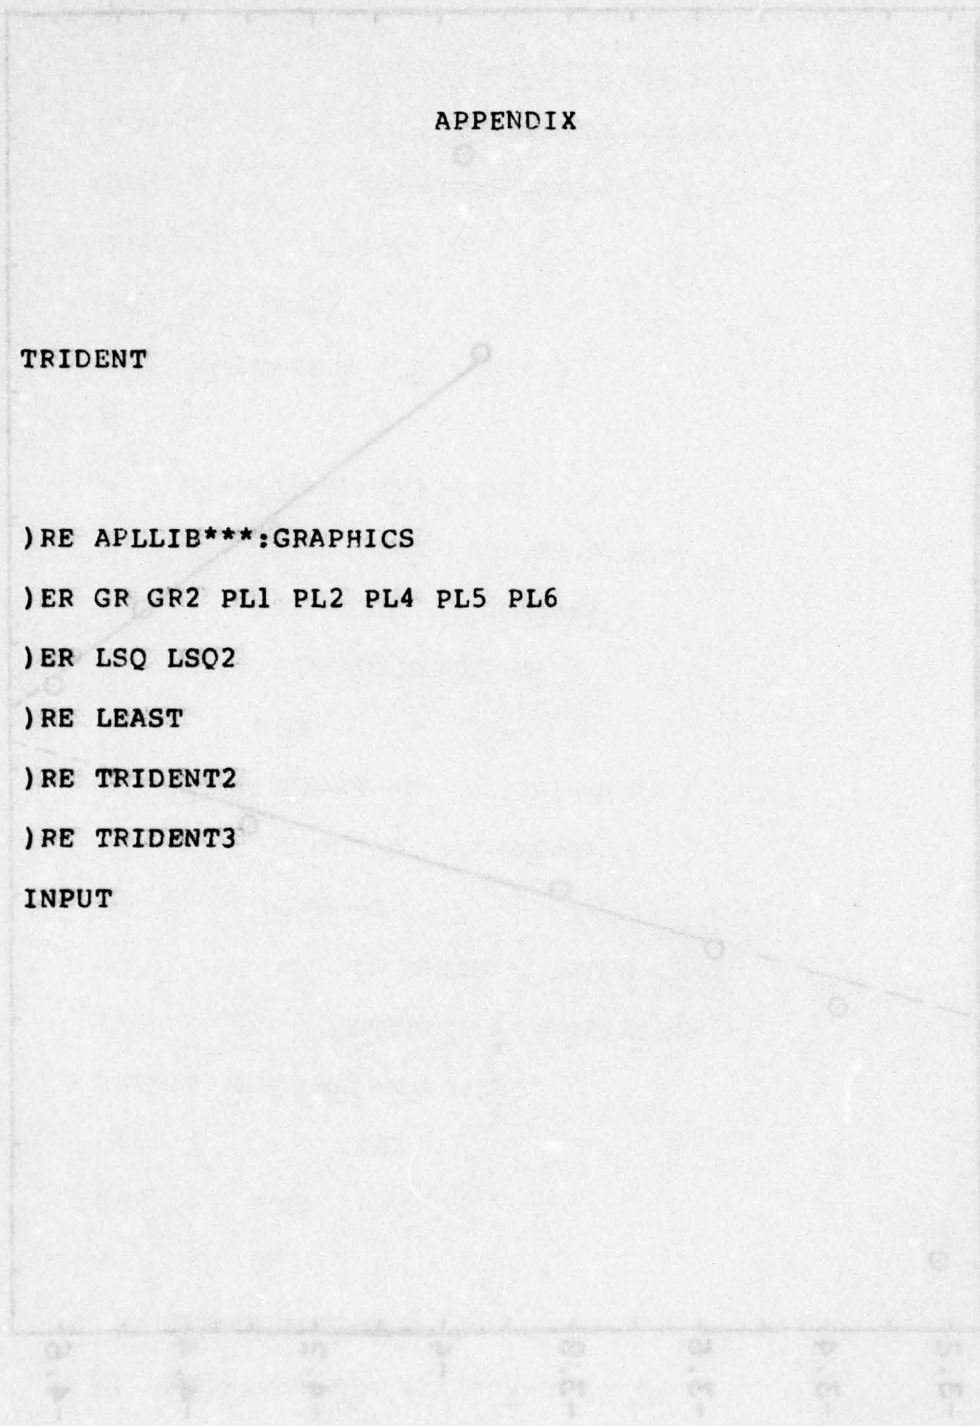 APPENDIX
TRIDENT
)RE APLLIB***:GRAPHICS
)ER GR GR2 PL1 PL2 PL4 PL5 PL6
)ER LSQ LSQ2
)RE LEAST
)RE TRIDENT2
)RE TRIDENT3
INPUT